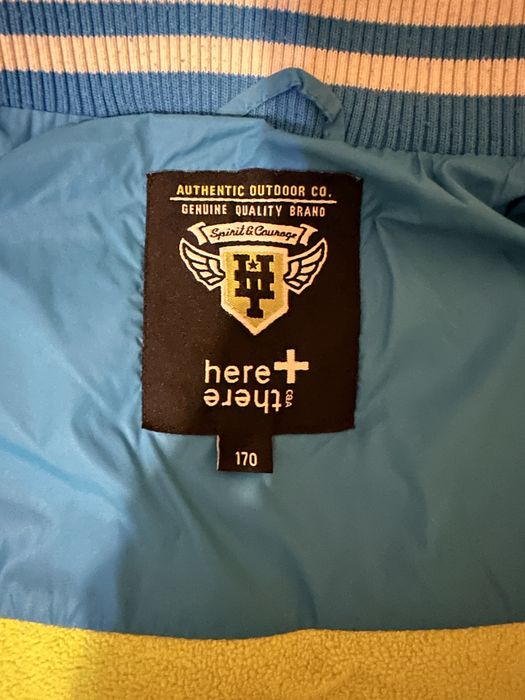 AUTHENTIC OUTDOOR CO.
GENUINE QUALITY BRAND
Spirit & Courage
here+
there
C&A
170